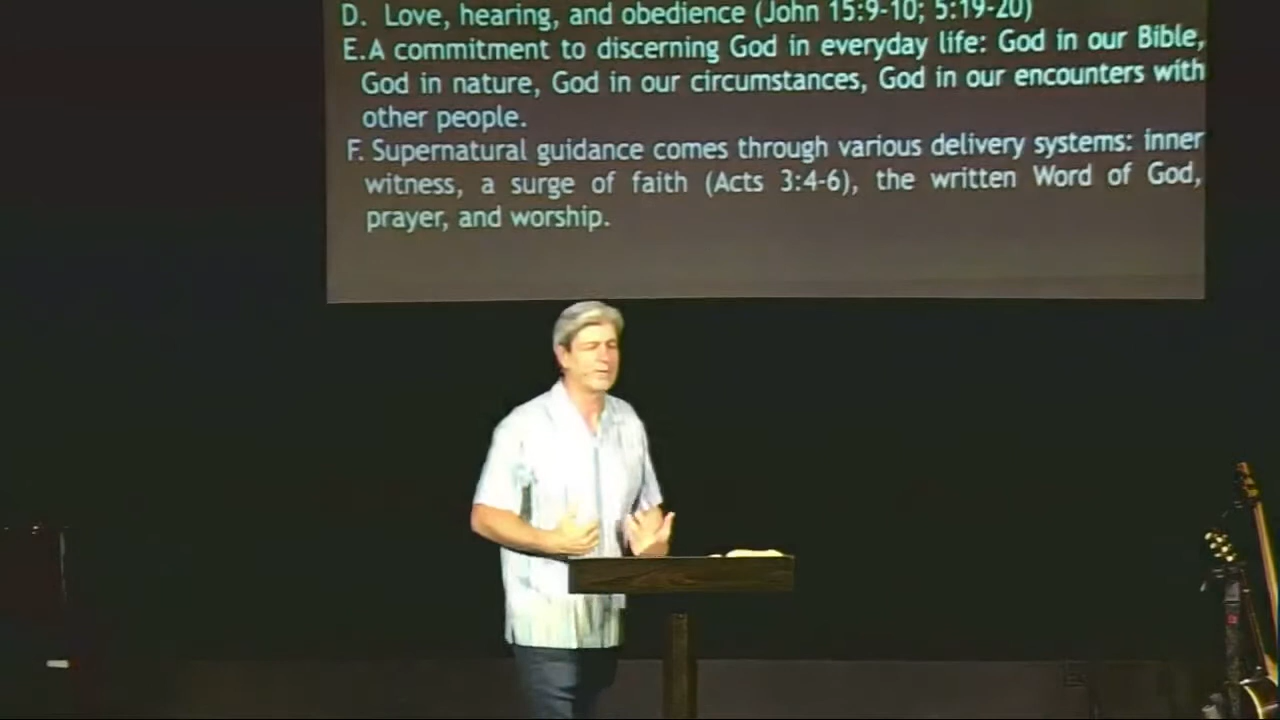 D. Love, hearing, and obedience (John 15:9-10; 5:19-20)
E.A commitment to discerning God in everyday life: God in our Bible,
God in nature, God in our circumstances, God in our encounters with
other people.
F. Supernatural guidance comes through various delivery systems: inner
witness, a surge of faith (Acts 3:4-6), the written Word of God,
prayer, and worship.